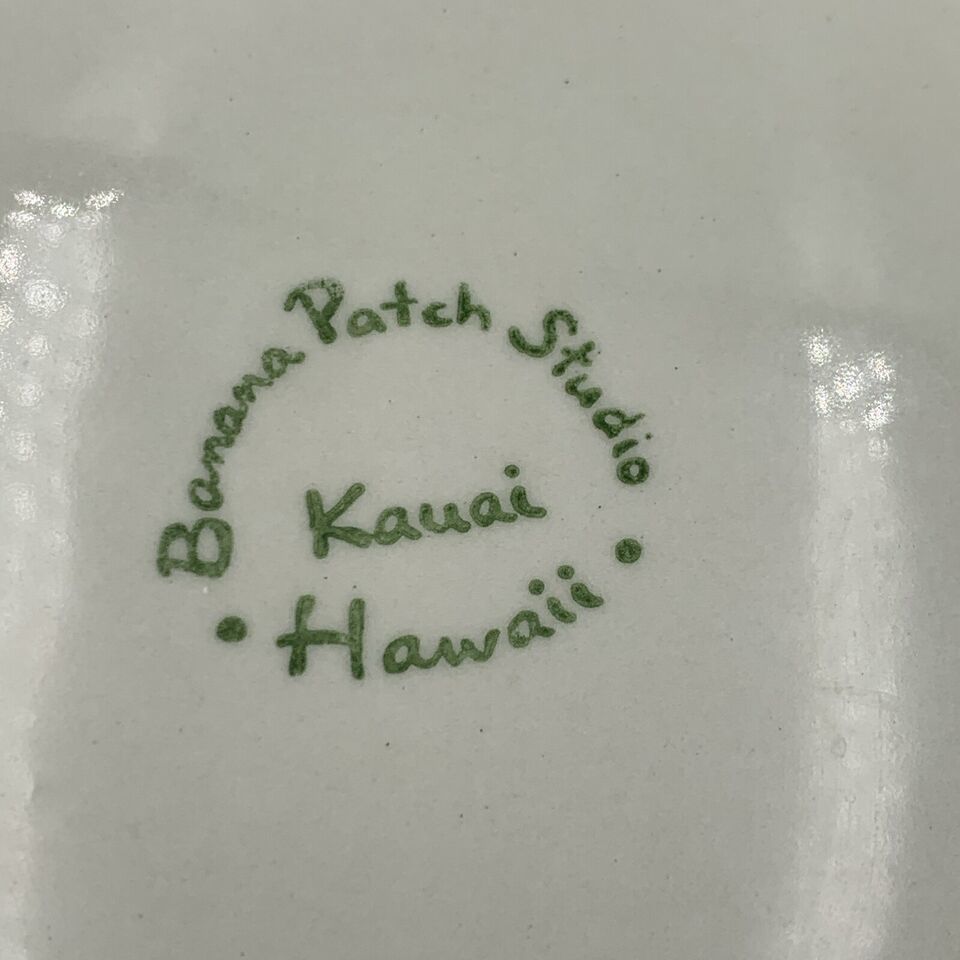 Banana Patch Studio
Kauai
• Hawaii •